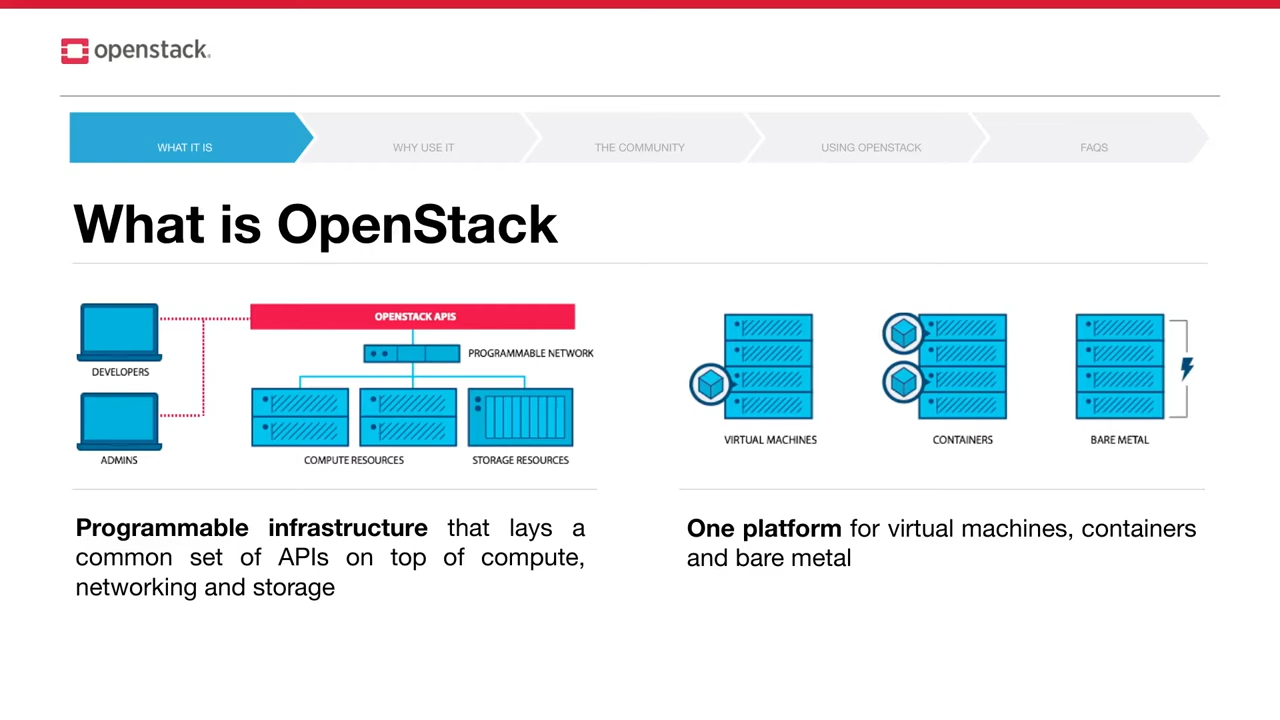 openstack.
WHAT IT IS
WHY USE IT
THE COMMUNITY
USING OPENSTACK
FAQS
What is OpenStack
OPENSTACK APIS
PROGRAMMABLE NETWORK
DEVELOPERS
ADMINS
COMPUTE RESOURCES
STORAGE RESOURCES
VIRTUAL MACHINES
CONTAINERS
BARE METAL
Programmable infrastructure that lays a
common set of APIs on top of compute,
networking and storage
One platform for virtual machines, containers
and bare metal